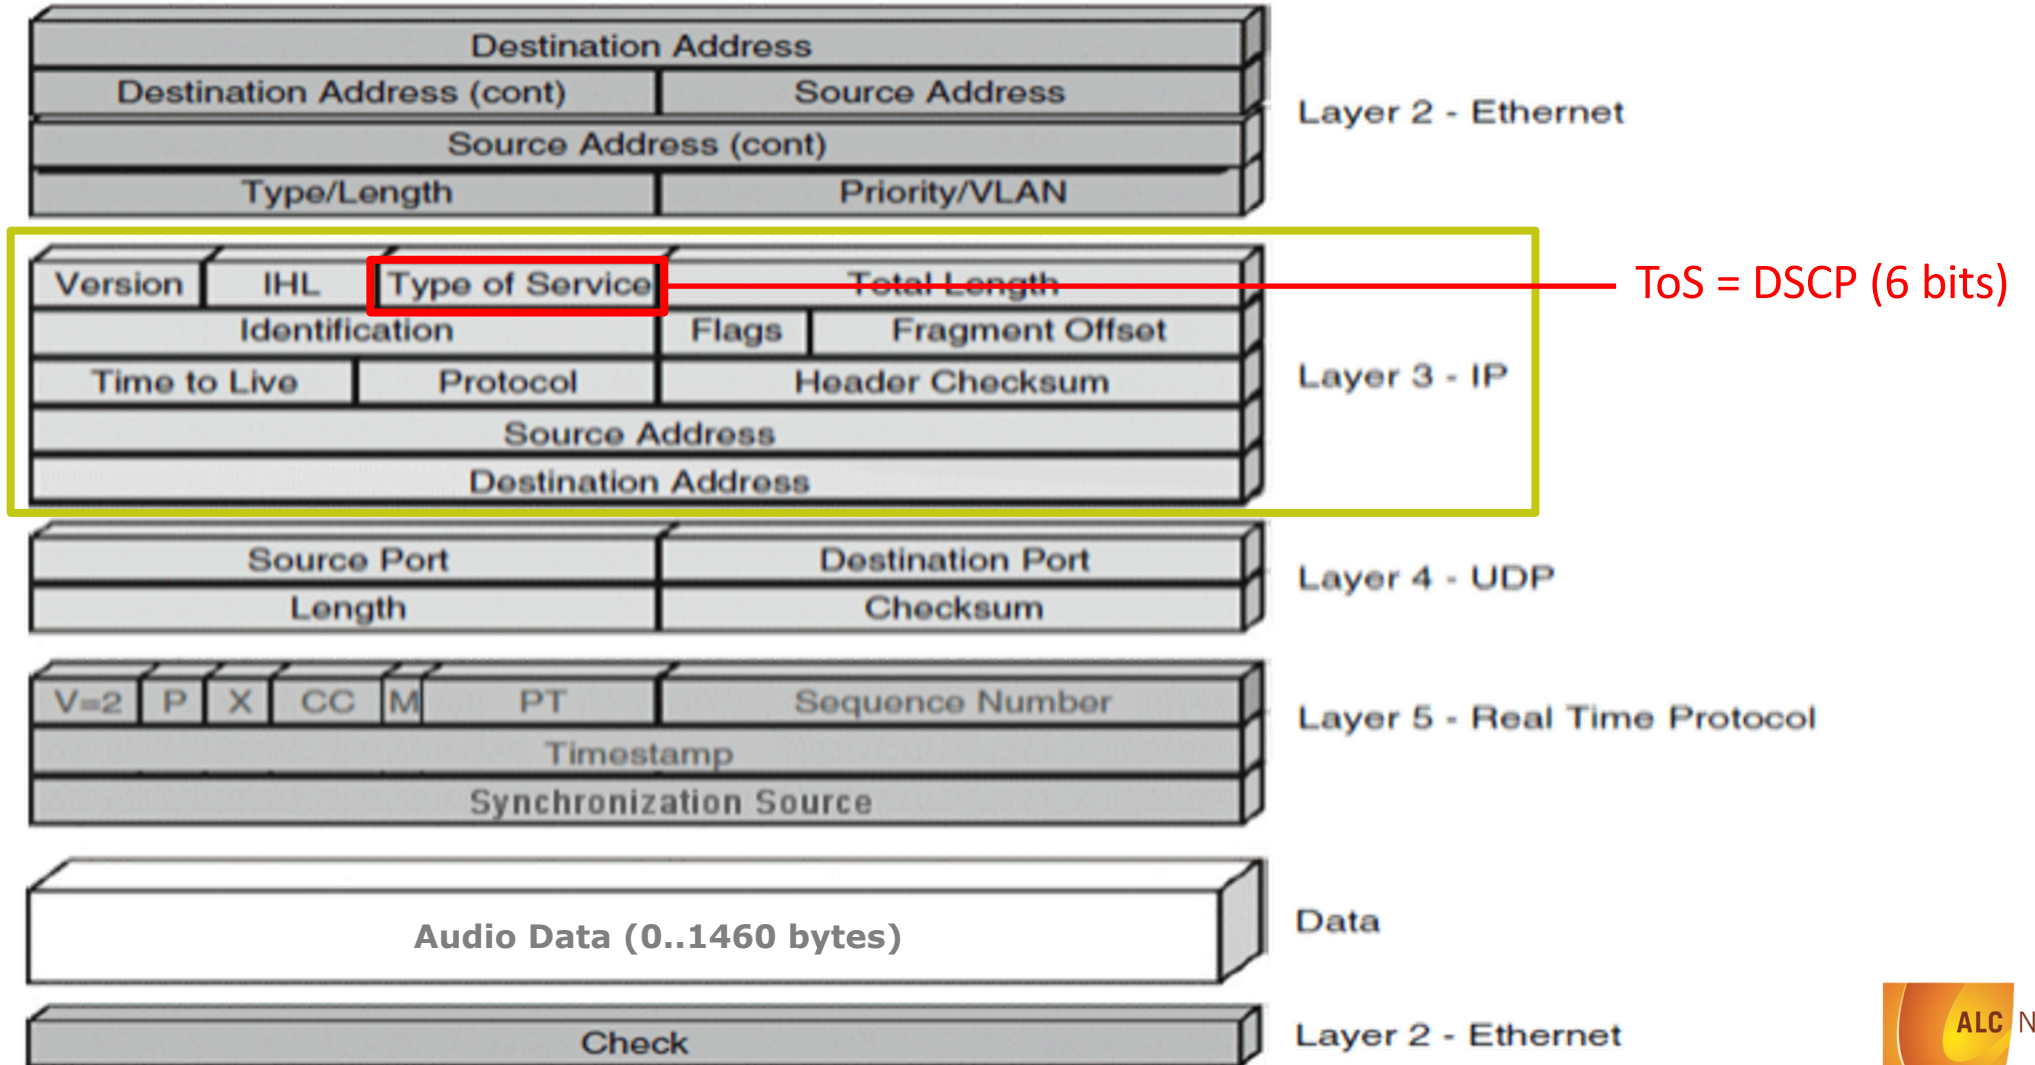 Destination Address
Destination Address (cont) Source Address
Layer 2 - Ethernet
Source Address (cont)
Type/Length Priority/VLAN
Version IHL Type of Service Total Length
ToS = DSCP (6 bits)
Identification Flags Fragment Offset
Time to Live Protocol Header Checksum
Layer 3 - IP
Source Address
Destination Address
Source Port Destination Port
Layer 4 - UDP
Length Checksum
V=2 P X CC M PT Sequence Number
Layer 5 - Real Time Protocol
Timestamp
Synchronization Source
Audio Data (0..1460 bytes)
Data
Check
Layer 2 - Ethernet
ALC N